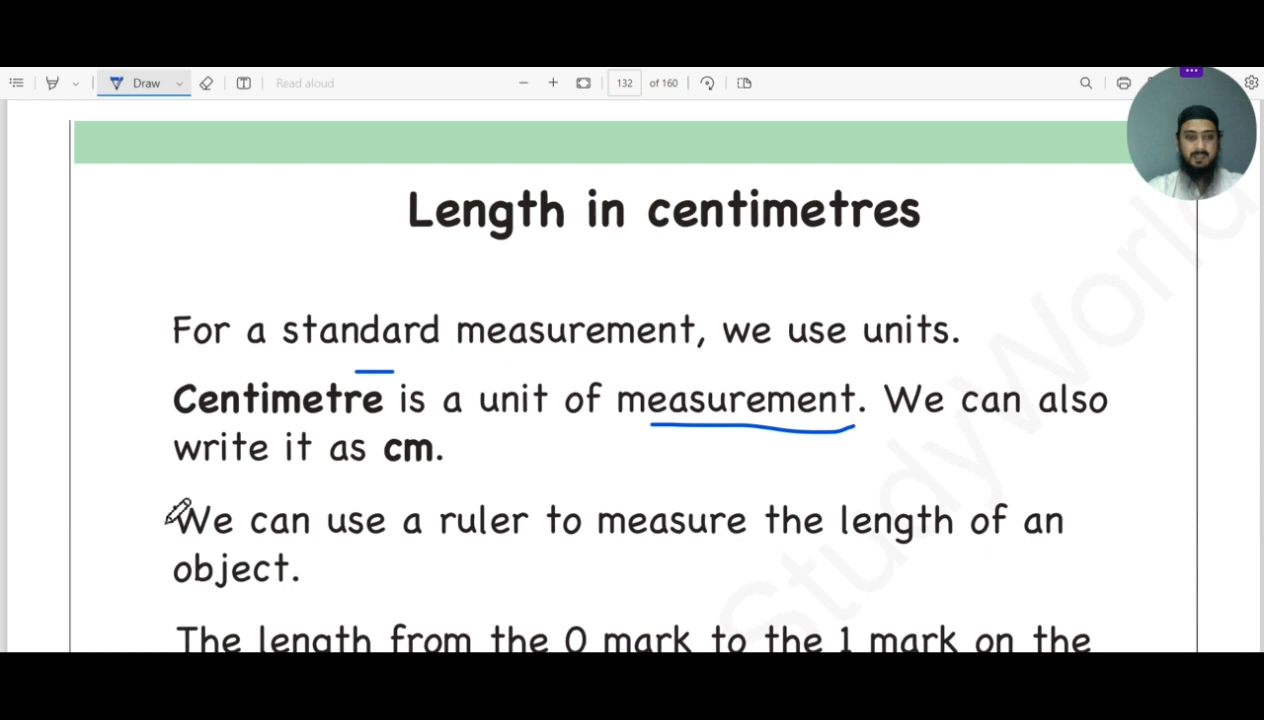 Draw
Read aloud
132 of 160
Length in centimetres
For a standard measurement, we use units.
Centimetre is a unit of measurement. We can also
write it as cm.
We can use a ruler to measure the length of an
object.
The length from the 0 mark to the 1 mark on the
StudyWorld